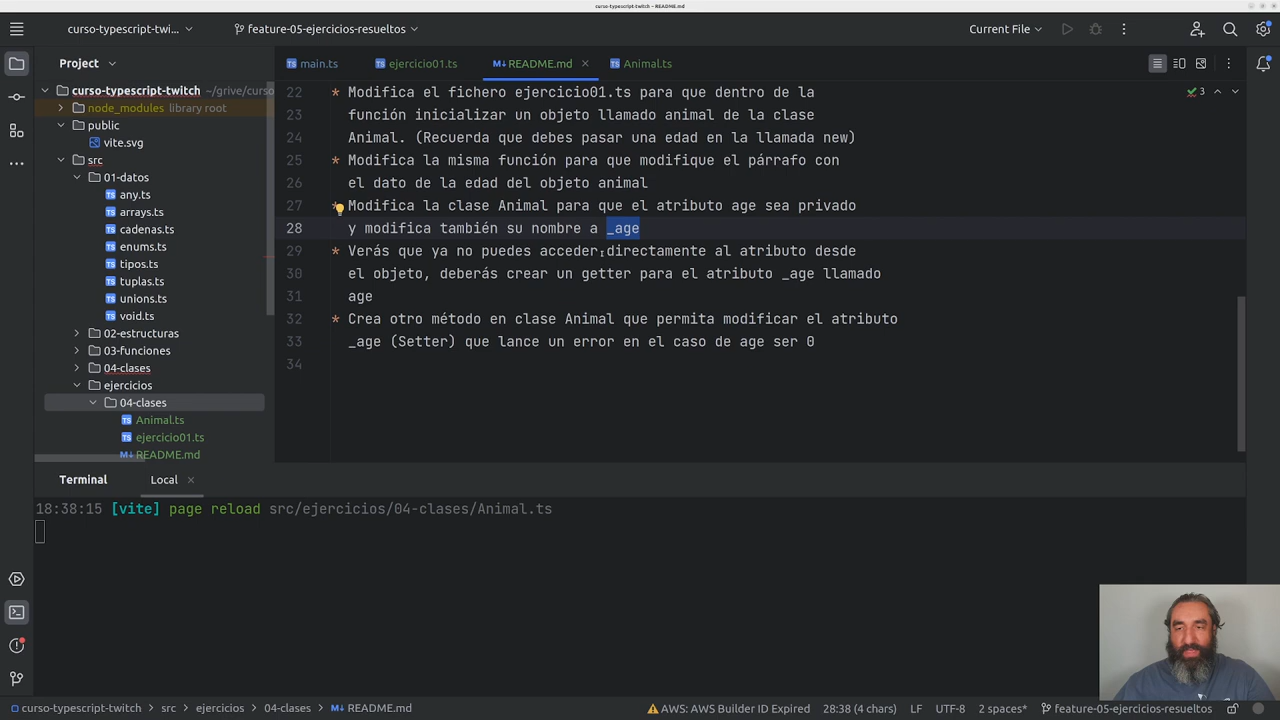 curso-typescript-twitch – README.md
curso-typescript-twi...
feature-05-ejercicios-resueltos
Current File
Project
main.ts
ejercicio01.ts
README.md
Animal.ts
curso-typescript-twitch ~/grive/curso
node_modules library root
public
vite.svg
src
01-datos
any.ts
arrays.ts
cadenas.ts
enums.ts
tipos.ts
tuplas.ts
unions.ts
void.ts
02-estructuras
03-funciones
04-clases
ejercicios
04-clases
Animal.ts
ejercicio01.ts
README.md
3
22 * Modifica el fichero ejercicio01.ts para que dentro de la
23 función inicializar un objeto llamado animal de la clase
24 Animal. (Recuerda que debes pasar una edad en la llamada new)
25 * Modifica la misma función para que modifique el párrafo con
26 el dato de la edad del objeto animal
27 * Modifica la clase Animal para que el atributo age sea privado
28 y modifica también su nombre a _age
29 * Verás que ya no puedes acceder directamente al atributo desde
30 el objeto, deberás crear un getter para el atributo _age llamado
31 age
32 * Crea otro método en clase Animal que permita modificar el atributo
33 _age (Setter) que lance un error en el caso de age ser 0
34
Terminal
Local
18:38:15 [vite] page reload src/ejercicios/04-clases/Animal.ts
curso-typescript-twitch > src > ejercicios > 04-clases > README.md
AWS: AWS Builder ID Expired
28:38 (4 chars)
LF
UTF-8
2 spaces*
feature-05-ejercicios-resueltos